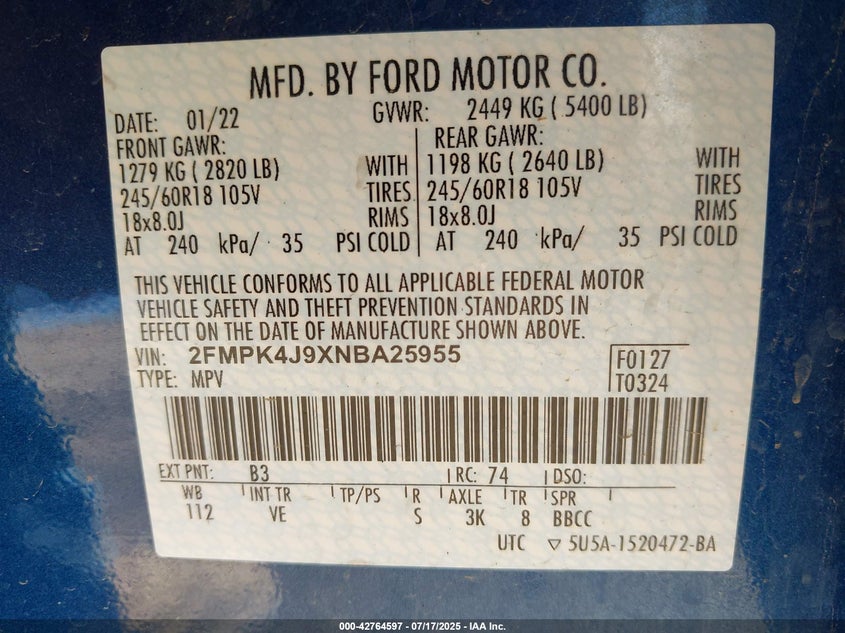 MFD. BY FORD MOTOR CO.
DATE: 01/22 GVWR: 2449 KG ( 5400 LB)
FRONT GAWR: REAR GAWR:
1279 KG ( 2820 LB) WITH 1198 KG ( 2640 LB) WITH
245/60R18 105V TIRES 245/60R18 105V TIRES
18x8.0J RIMS 18x8.0J RIMS
AT 240 kPa/ 35 PSI COLD AT 240 kPa/ 35 PSI COLD
THIS VEHICLE CONFORMS TO ALL APPLICABLE FEDERAL MOTOR
VEHICLE SAFETY AND THEFT PREVENTION STANDARDS IN
EFFECT ON THE DATE OF MANUFACTURE SHOWN ABOVE.
VIN: 2FMPK4J9XNBA25955 F0127
TYPE: MPV T0324
EXT PNT: B3 RC: 74 DSO:
WB INT TR TP/PS R AXLE TR SPR
112 VE S 3K 8 BBCC
UTC ▽ 5U5A-1520472-BA
000-42764597 - 07/17/2025 - IAA Inc.